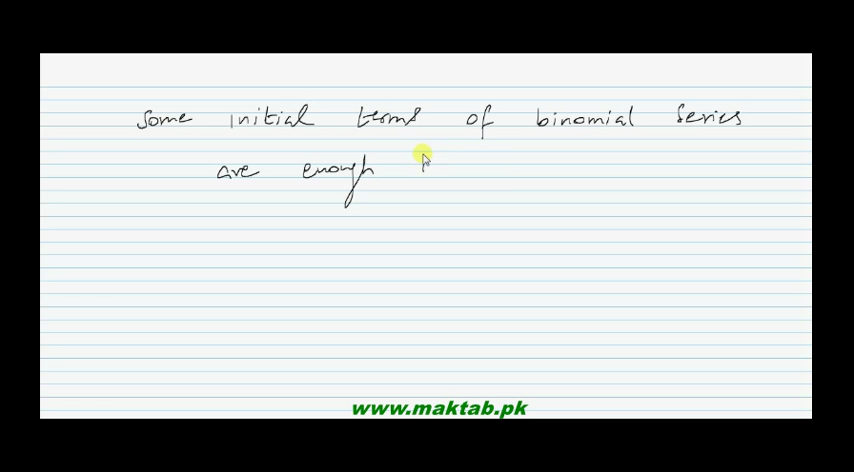 Some initial terms of binomial series
are enough
www.maktab.pk